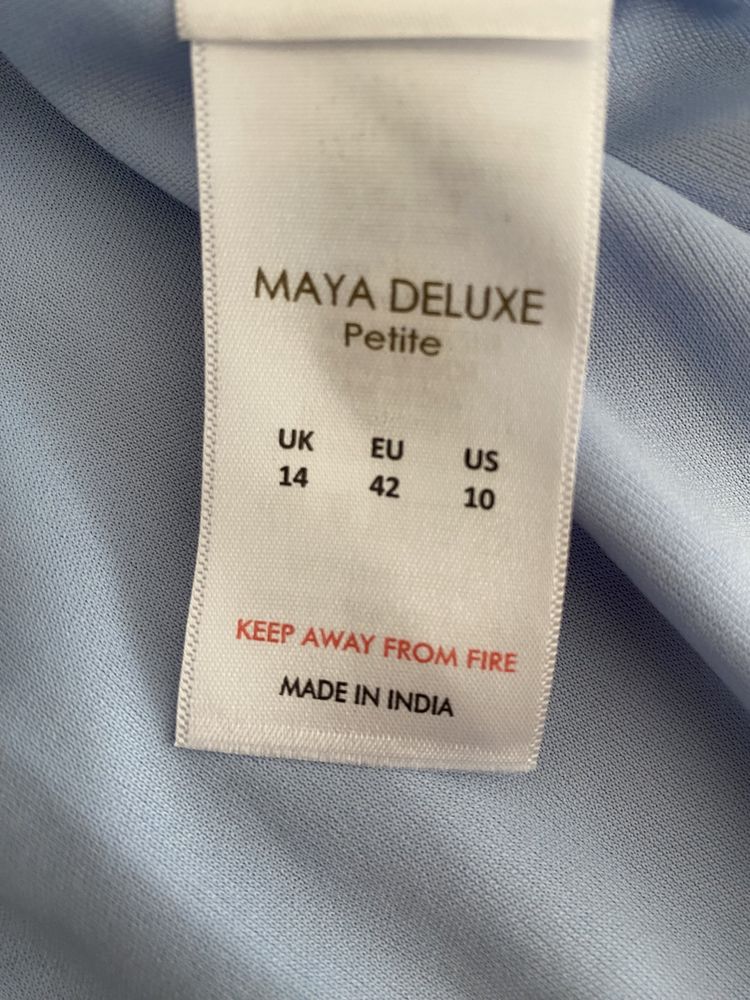 MAYA DELUXE
Petite
UK EU US
14 42 10
KEEP AWAY FROM FIRE
MADE IN INDIA